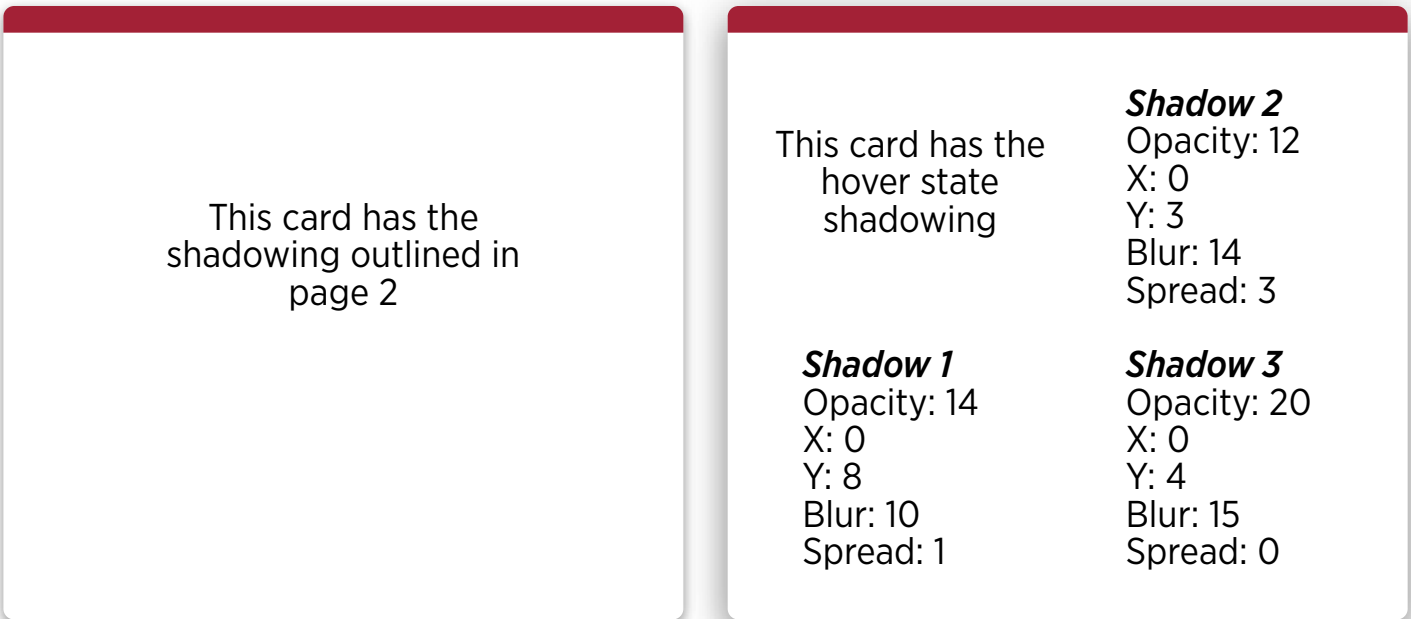 This card has the
shadowing outlined in
page 2
This card has the
hover state
shadowing
Shadow 2
Opacity: 12
X: 0
Y: 3
Blur: 14
Spread: 3
Shadow 1
Opacity: 14
X: 0
Y: 8
Blur: 10
Spread: 1
Shadow 3
Opacity: 20
X: 0
Y: 4
Blur: 15
Spread: 0